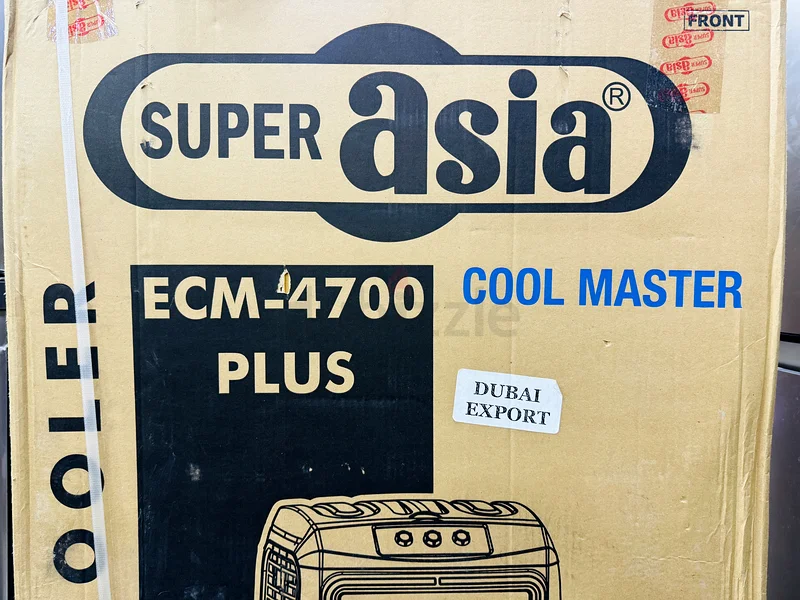 FRONT
SUPER asia®
ECM-4700
PLUS
COOL MASTER
DUBAI
EXPORT
OOLER